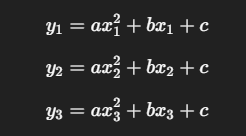 y₁ = ax₁² + bx₁ + c
y₂ = ax₂² + bx₂ + c
y₃ = ax₃² + bx₃ + c